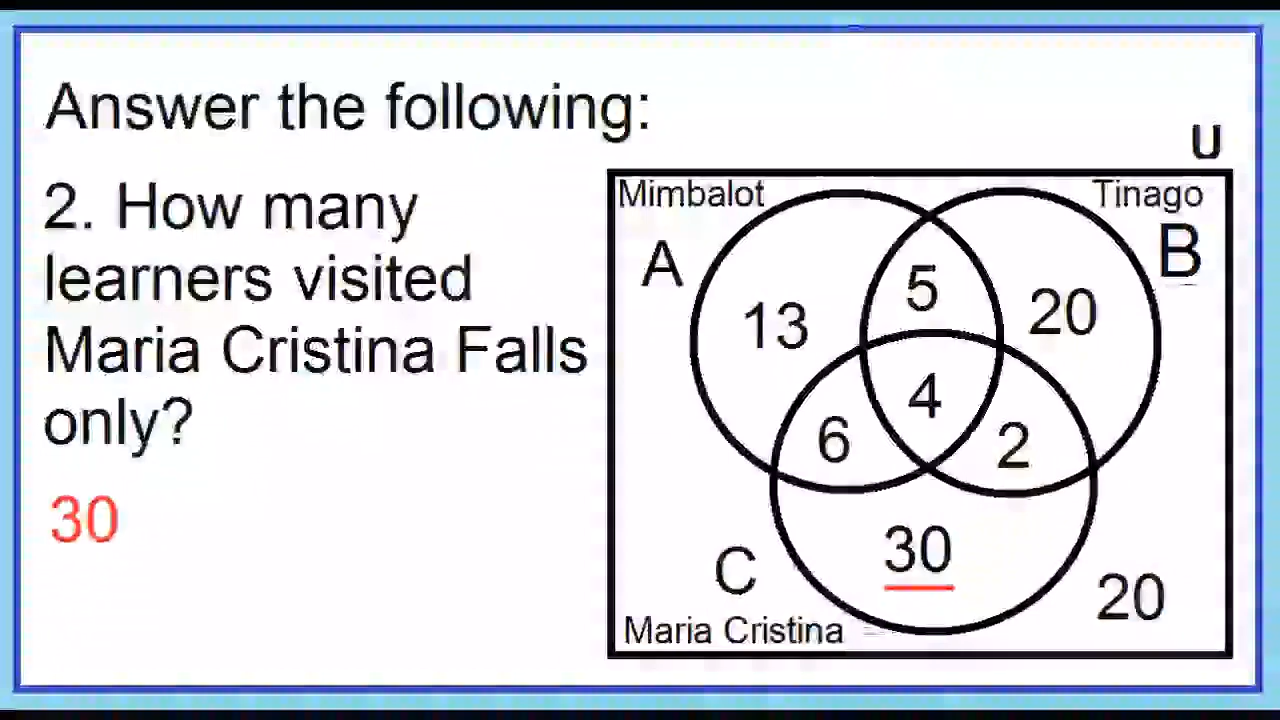 Answer the following:
U
2. How many
learners visited
Maria Cristina Falls
only?
30
Mimbalot
Tinago
A
B
5
13
20
4
6
2
30
C
20
Maria Cristina